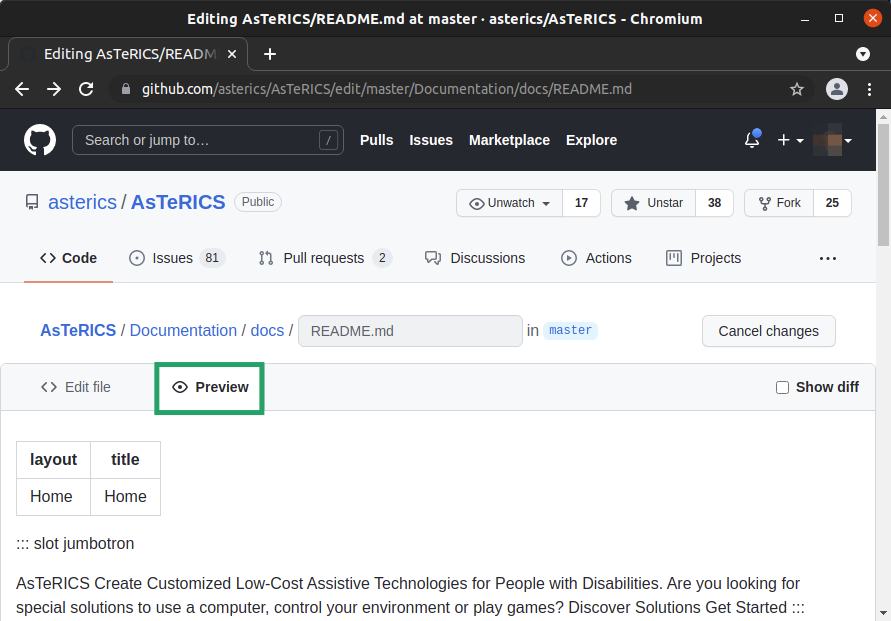 Editing AsTeRICS/README.md at master · asterics/AsTeRICS - Chromium
Editing AsTeRICS/READM
github.com/asterics/AsTeRICS/edit/master/Documentation/docs/README.md
Search or jump to… / Pulls Issues Marketplace Explore
asterics / AsTeRICS Public Unwatch 17 Unstar 38 Fork 25
Code Issues 81 Pull requests 2 Discussions Actions Projects
AsTeRICS / Documentation / docs / README.md in master Cancel changes
Edit file Preview Show diff
layout title
Home Home
::: slot jumbotron
AsTeRICS Create Customized Low-Cost Assistive Technologies for People with Disabilities. Are you looking for
special solutions to use a computer, control your environment or play games? Discover Solutions Get Started :::